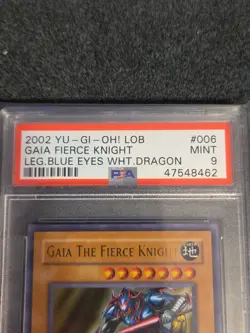 2002 YU-GI-OH! LOB #006
GAIA FIERCE KNIGHT MINT
LEG.BLUE EYES WHT.DRAGON 9
PSA 47548462
GAIA THE FIERCE KNIGHT
地